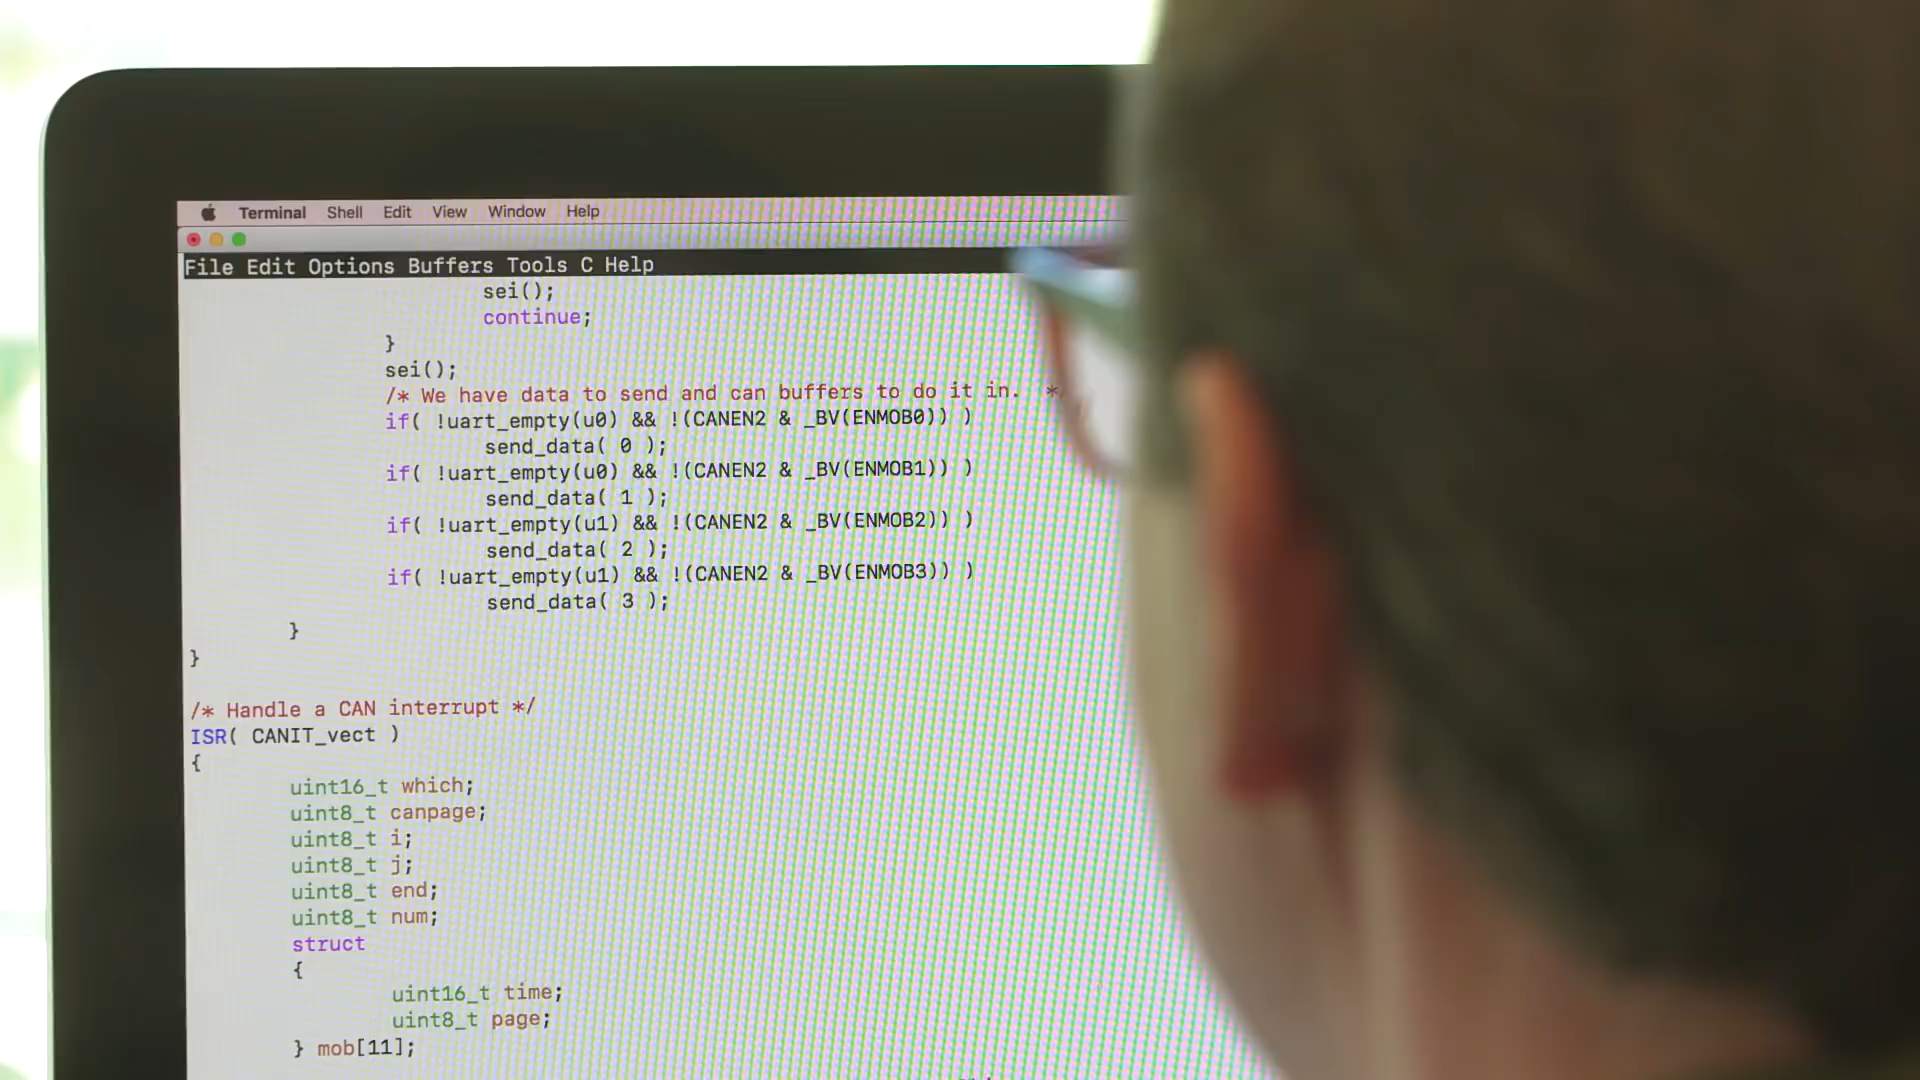 Terminal Shell Edit View Window Help
File Edit Options Buffers Tools C Help
sei();
continue;
}
sei();
/* We have data to send and can buffers to do it in. */
if( !uart_empty(u0) && !(CANEN2 & _BV(ENMOB0)) )
send_data( 0 );
if( !uart_empty(u0) && !(CANEN2 & _BV(ENMOB1)) )
send_data( 1 );
if( !uart_empty(u1) && !(CANEN2 & _BV(ENMOB2)) )
send_data( 2 );
if( !uart_empty(u1) && !(CANEN2 & _BV(ENMOB3)) )
send_data( 3 );
}
}
/* Handle a CAN interrupt */
ISR( CANIT_vect )
{
uint16_t which;
uint8_t canpage;
uint8_t i;
uint8_t j;
uint8_t end;
uint8_t num;
struct
{
uint16_t time;
uint8_t page;
} mob[11];